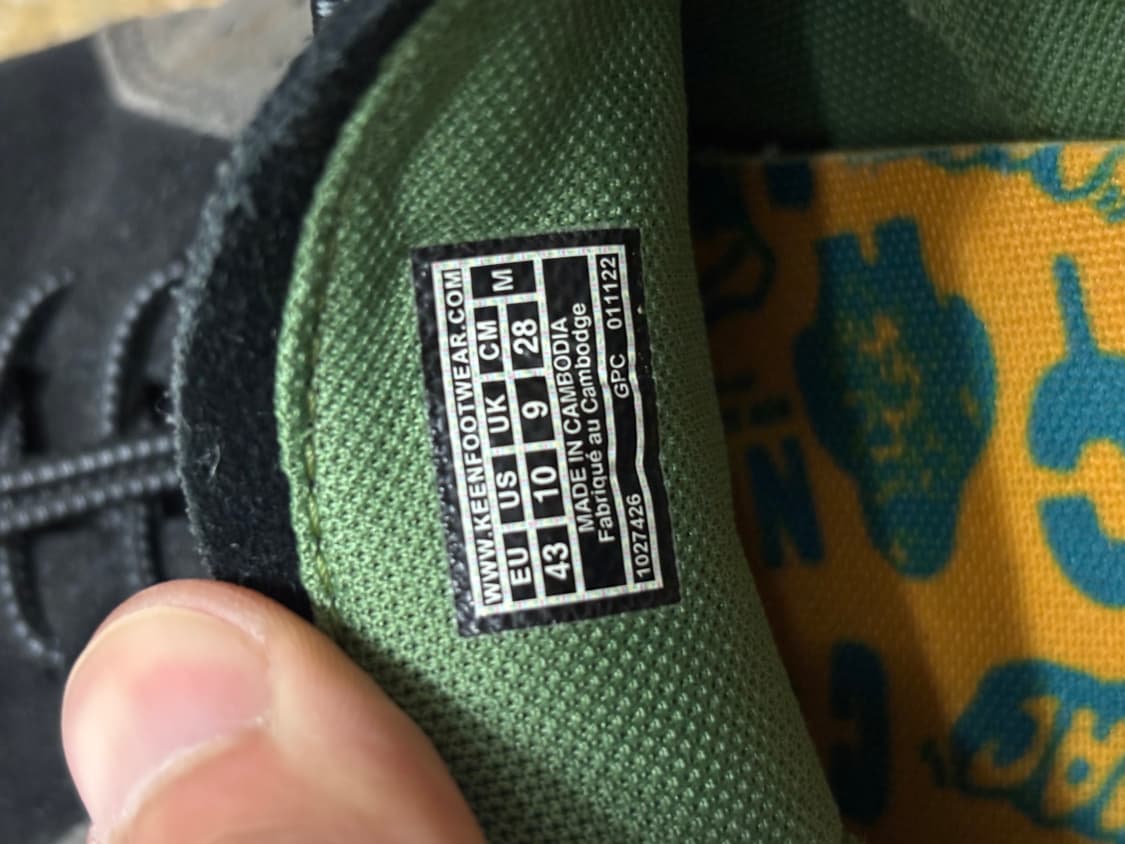 WWW.KEENFOOTWEAR.COM
EU US UK CM M
43 10 9 28
MADE IN CAMBODIA
Fabriqué au Cambodge
GPC 011122
1027426